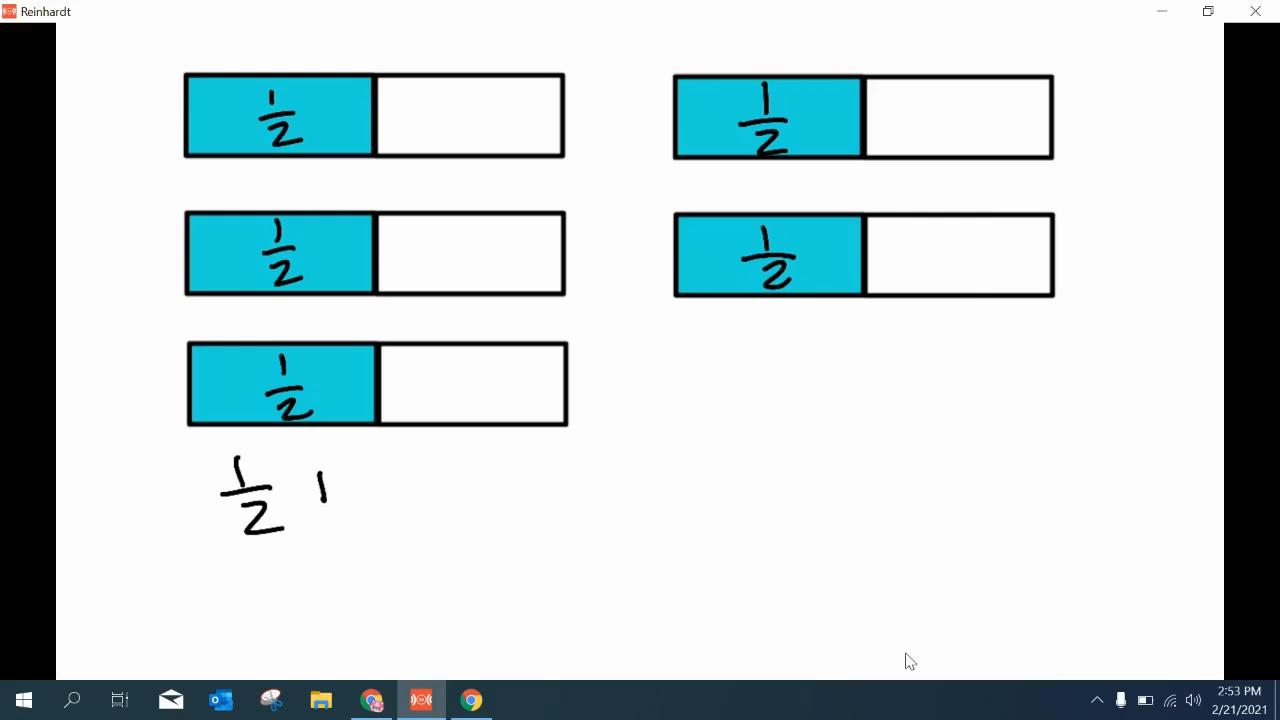 Reinhardt
1/2 1/2
1/2 1/2
1/2
1/2 1
2:53 PM
2/21/2021